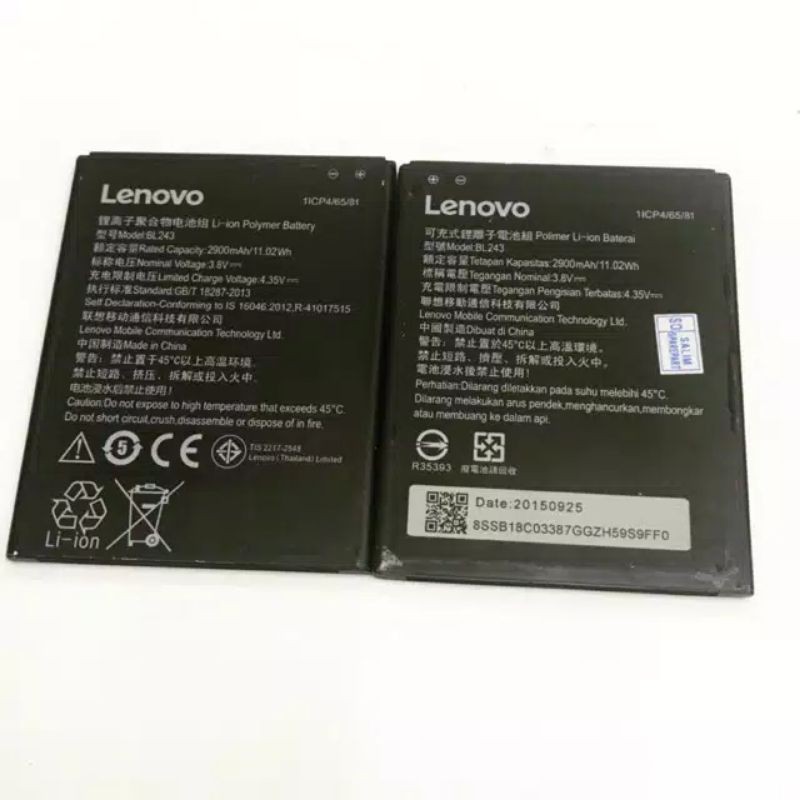 Lenovo
1ICP4/65/81
鋰离子聚合物电池组 Li-ion Polymer Battery
型号Model:BL243
额定容量Rated Capacity:2900mAh/11.02Wh
标称电压Nominal Voltage:3.8V⎓
充电限制电压Limited Charge Voltage:4.35V⎓
执行标准Standard:GB/T 18287-2013
Self Declaration-Conforming to IS 16046:2012,R-41017515
联想移动通信科技有限公司
Lenovo Mobile Communication Technology Ltd.
中国制造Made in China
警告: 禁止置于45°C以上高温环境.
禁止短路、挤压、拆解或投入火中.
电池浸水后禁止使用!
Caution:Do not expose to high temperature that exceeds 45°C.
Do not short circuit,crush,disassemble or dispose of in fire.
5
CE
TIS 2217-2548
Lenovo (Thailand) Limited
Li-ion
Lenovo
1ICP4/65/81
可充式鋰離子電池組 Polimer Li-ion Baterai
型號Model:BL243
額定容量Tetapan Kapasitas:2900mAh/11.02Wh
標稱電壓Tegangan Nominal:3.8V⎓
充電限制電壓Tegangan Pengisian Terbatas:4.35V⎓
聯想移動通信科技有限公司
Lenovo Mobile Communication Technology Ltd.
中國製造Dibuat di China
警告: 禁止置於45°C以上高溫環境。
禁止短路、擠壓、拆解或投入火中。
電池浸水後禁止使用!
Perhatian:Dilarang diletakkan pada suhu melebihi 45°C.
Dilarang melakukan arus pendek,menghancurkan,membongkar
atau membuang ke dalam api.
SALIM
SPAREPART
R35393
廢電池請回收
Date:20150925
8SSB18C03387GGZH59S9FF0